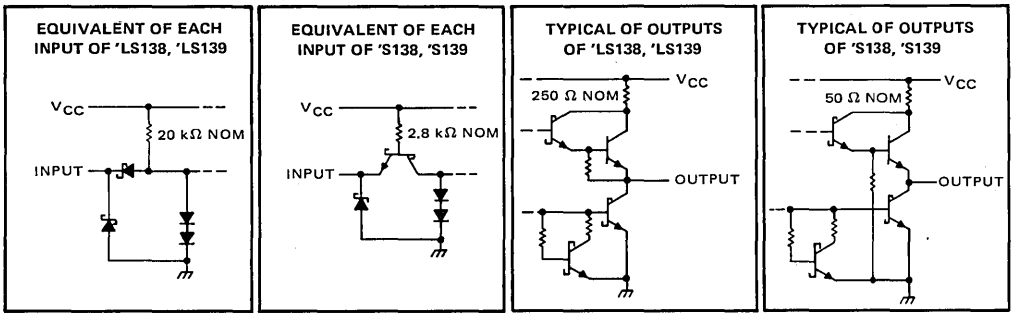 EQUIVALENT OF EACH
INPUT OF 'LS138, 'LS139
VCC
20 kΩ NOM
INPUT
EQUIVALENT OF EACH
INPUT OF 'S138, 'S139
VCC
2.8 kΩ NOM
INPUT
TYPICAL OF OUTPUTS
OF 'LS138, 'LS139
VCC
250 Ω NOM
OUTPUT
TYPICAL OF OUTPUTS
OF 'S138, 'S139
VCC
50 Ω NOM
OUTPUT